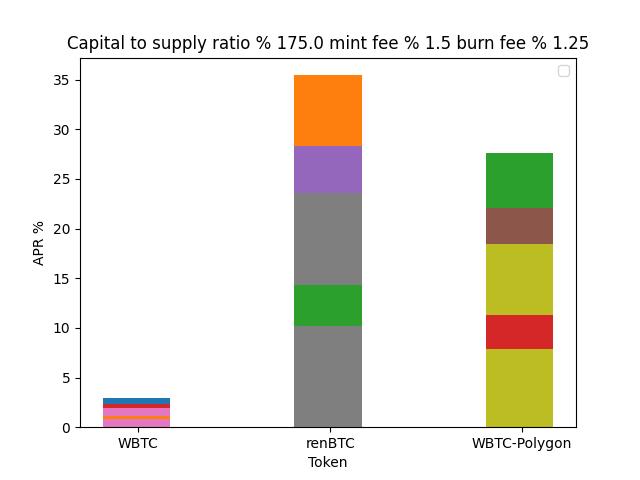 Capital to supply ratio % 175.0 mint fee % 1.5 burn fee % 1.25
APR %
35
30
25
20
15
10
5
0
WBTC
renBTC
WBTC-Polygon
Token